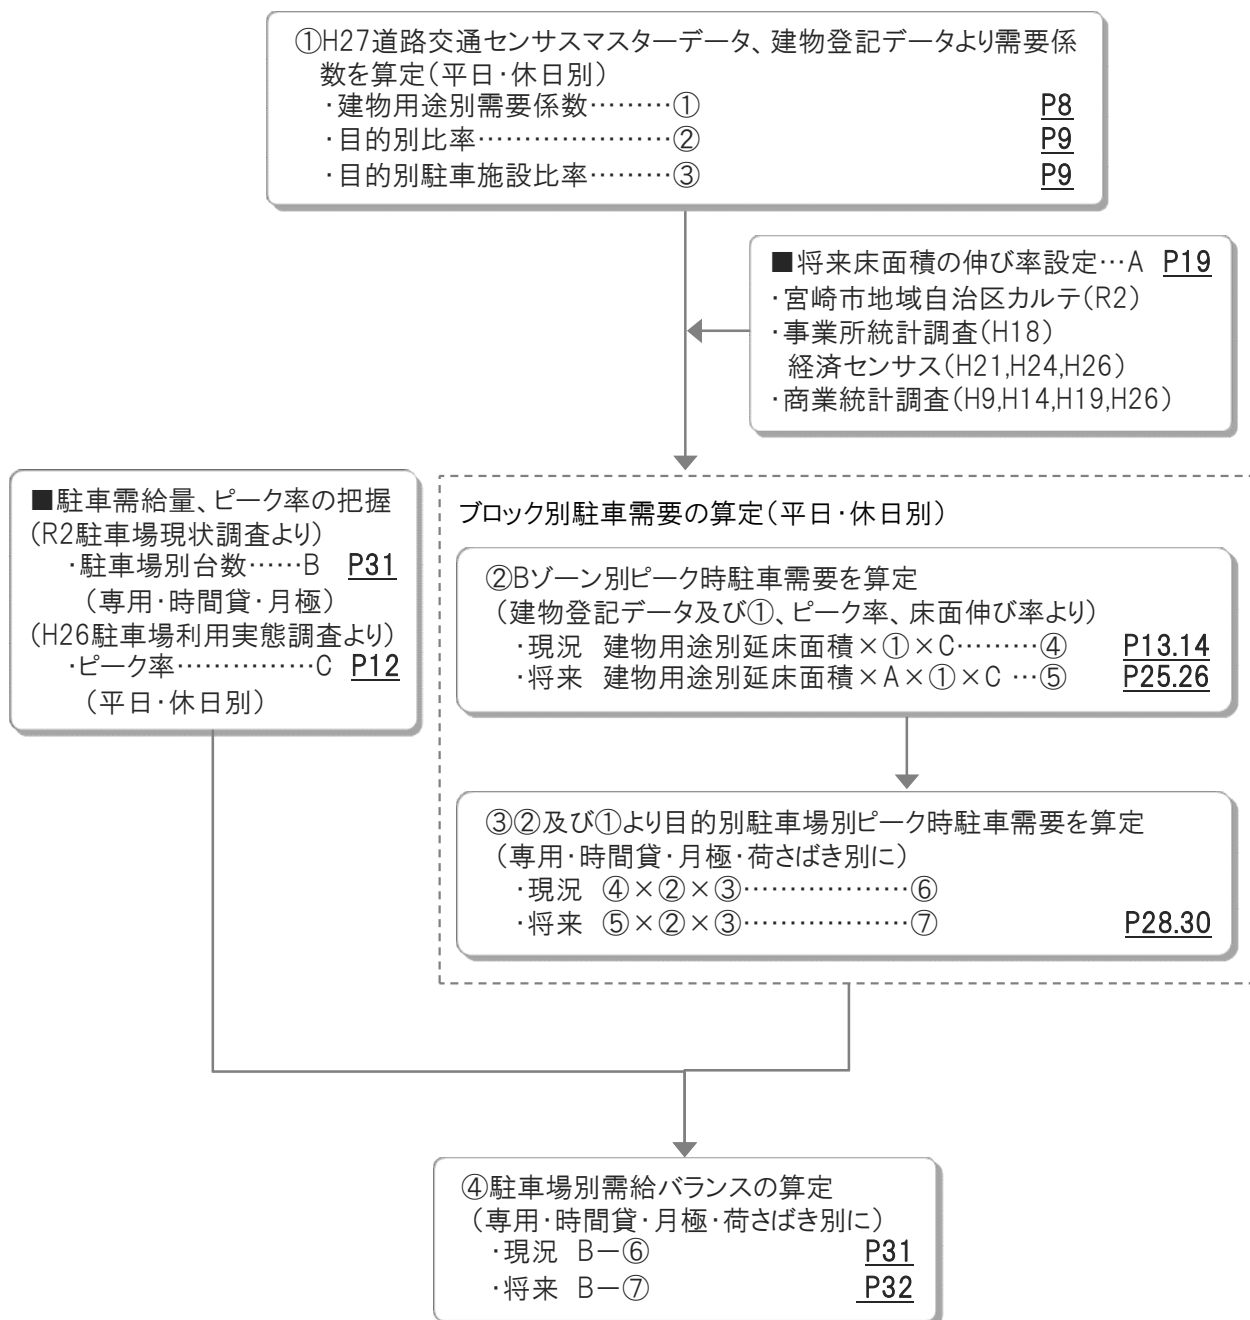 ①H27道路交通センサスマスターデータ、建物登記データより需要係
数を算定(平日・休日別)
・建物用途別需要係数………① P8
・目的別比率…………………② P9
・目的別駐車施設比率………③ P9
■将来床面積の伸び率設定…A P19
・宮崎市地域自治区カルテ(R2)
・事業所統計調査(H18)
経済センサス(H21,H24,H26)
・商業統計調査(H9,H14,H19,H26)
■駐車需給量、ピーク率の把握
(R2駐車場現状調査より)
・駐車場別台数……B P31
(専用・時間貸・月極)
(H26駐車場利用実態調査より)
・ピーク率……………C P12
(平日・休日別)
ブロック別駐車需要の算定(平日・休日別)
②Bゾーン別ピーク時駐車需要を算定
(建物登記データ及び①、ピーク率、床面伸び率より)
・現況 建物用途別延床面積×①×C………④ P13.14
・将来 建物用途別延床面積×A×①×C …⑤ P25.26
③②及び①より目的別駐車場別ピーク時駐車需要を算定
(専用・時間貸・月極・荷さばき別に)
・現況 ④×②×③………………⑥
・将来 ⑤×②×③………………⑦ P28.30
④駐車場別需給バランスの算定
(専用・時間貸・月極・荷さばき別に)
・現況 B-⑥ P31
・将来 B-⑦ P32